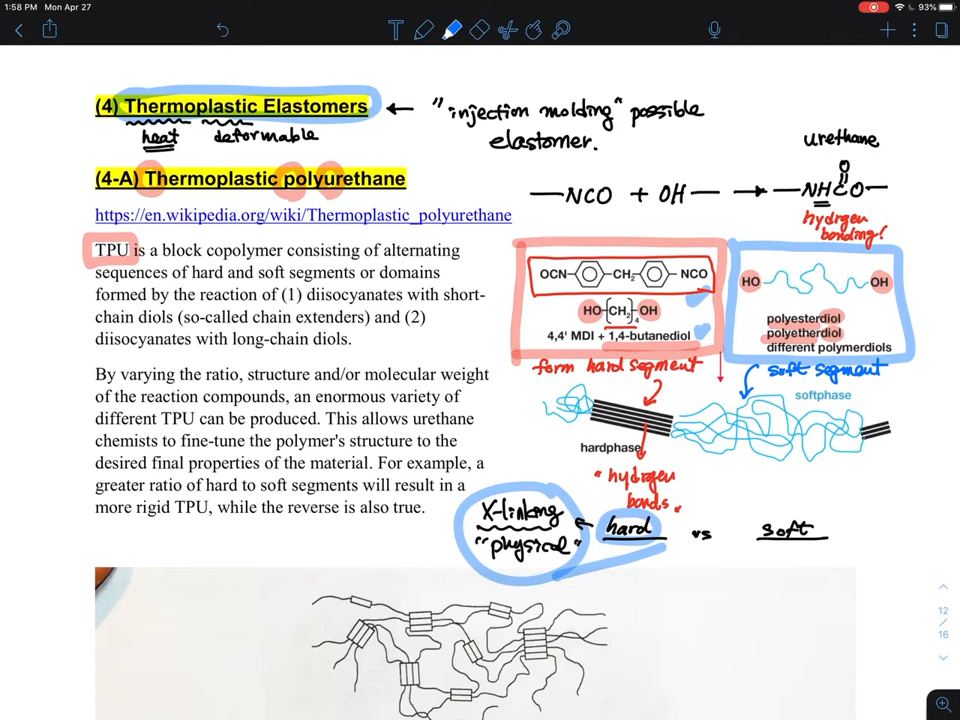 1:58 PM Mon Apr 27
93%
(4) Thermoplastic Elastomers ← "injection molding" possible
heat deformable
elastomer.
urethane
(4-A) Thermoplastic polyurethane
O
—NCO + OH— → —NHCO—
hydrogen
bonding!
https://en.wikipedia.org/wiki/Thermoplastic_polyurethane
TPU is a block copolymer consisting of alternating
sequences of hard and soft segments or domains
formed by the reaction of (1) diisocyanates with short-
chain diols (so-called chain extenders) and (2)
diisocyanates with long-chain diols.
OCN CH2 NCO
HO—(CH2)4—OH
4,4' MDI + 1,4-butanediol
HO OH
polyesterdiol
polyetherdiol
different polymerdiols
form hard segment
soft segment
softphase
hardphase
"hydrogen
bonds"
By varying the ratio, structure and/or molecular weight
of the reaction compounds, an enormous variety of
different TPU can be produced. This allows urethane
chemists to fine-tune the polymer's structure to the
desired final properties of the material. For example, a
greater ratio of hard to soft segments will result in a
more rigid TPU, while the reverse is also true.
X-linking ← hard vs soft
"physical"
12
/
16